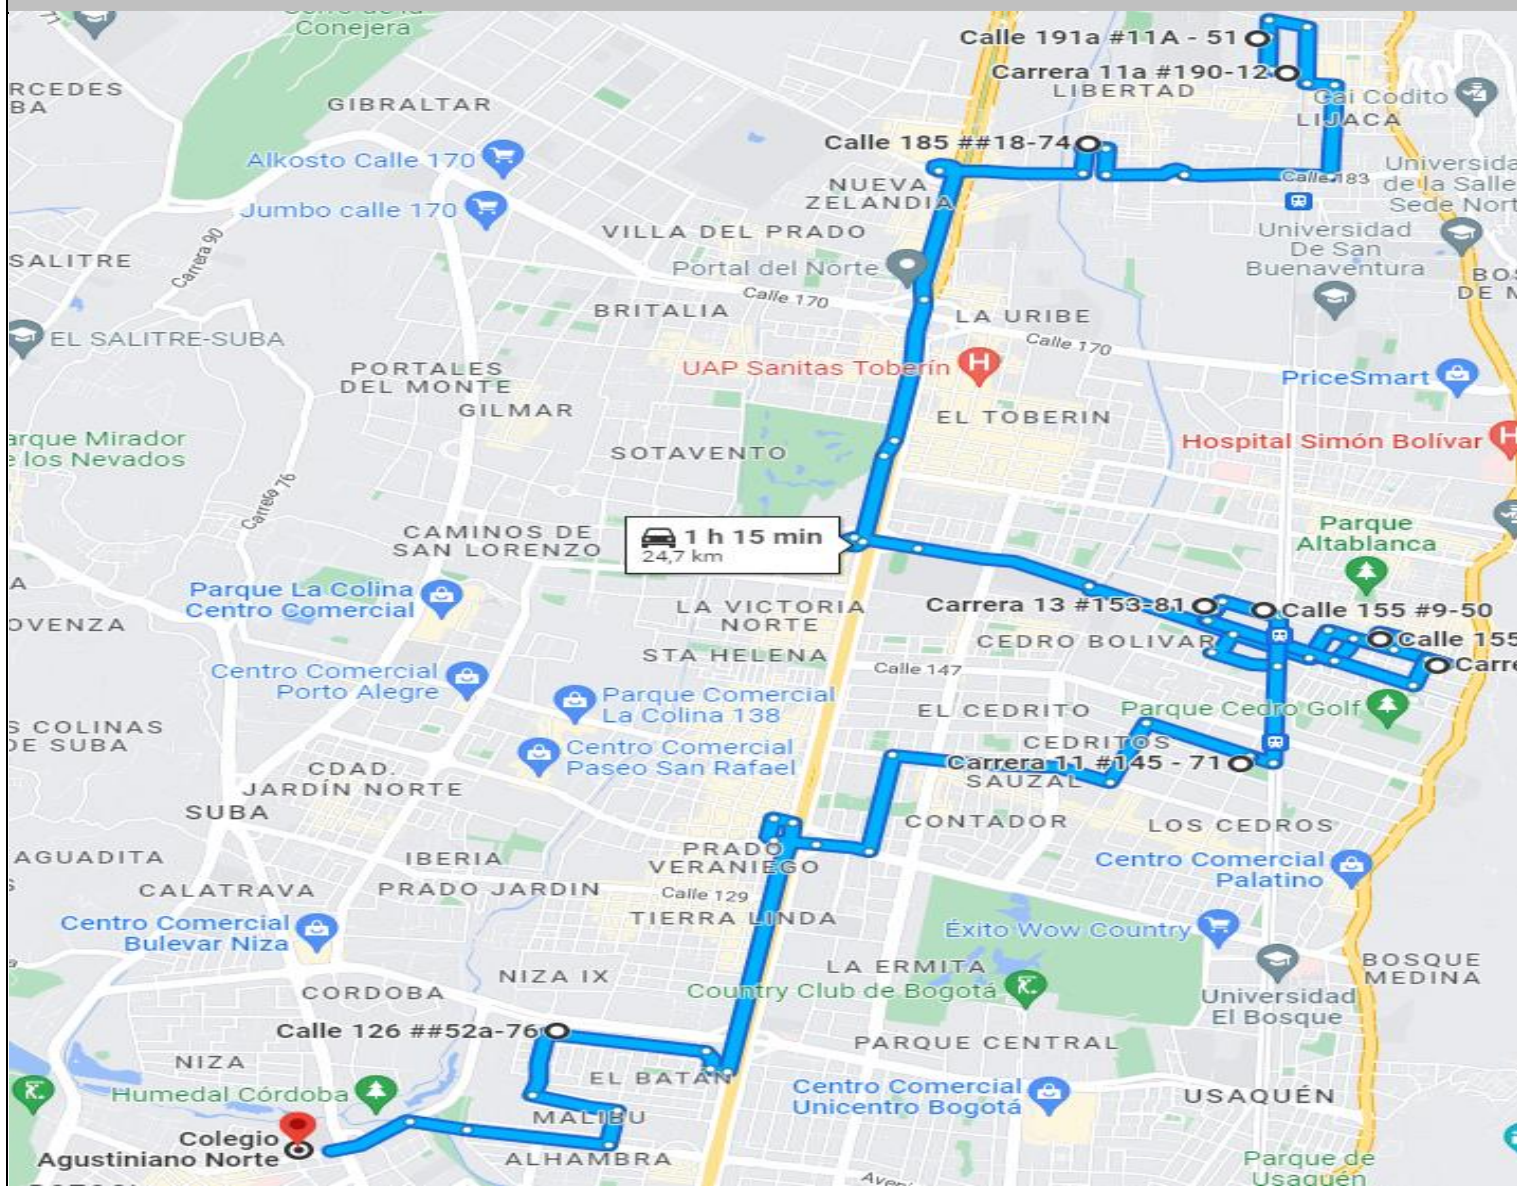 Conejera
Calle 191a #11A - 51
Carrera 11a #190-12
LIBERTAD
Cai Codito
LIJACA
GIBRALTAR
Alkosto Calle 170
Calle 185 ##18-74
Calle 183
Universida
de la Salle
Sede Nort
NUEVA
ZELANDIA
Jumbo calle 170
VILLA DEL PRADO
Universidad
De San
Buenaventura
SALITRE
Carrera 90
Portal del Norte
BOS
DE M
Calle 170
BRITALIA
LA URIBE
Calle 170
EL SALITRE-SUBA
PORTALES
DEL MONTE
UAP Sanitas Toberín
PriceSmart
GILMAR
EL TOBERIN
arque Mirador
e los Nevados
SOTAVENTO
Hospital Simón Bolívar
CAMINOS DE
SAN LORENZO
1 h 15 min
24,7 km
Parque
Altablanca
Parque La Colina
Centro Comercial
LA VICTORIA
NORTE
Carrera 13 #153-81
Calle 155 #9-50
OVENZA
CEDRO BOLIVAR
Calle 155
STA HELENA
Calle 147
Carre
Centro Comercial
Porto Alegre
Parque Comercial
La Colina 138
EL CEDRITO
Parque Cedro Golf
S COLINAS
DE SUBA
Centro Comercial
Paseo San Rafael
CEDRITOS
Carrera 11 #145 - 71
SAUZAL
CDAD.
JARDÍN NORTE
SUBA
CONTADOR
LOS CEDROS
AGUADITA
IBERIA
PRADO
VERANIEGO
Centro Comercial
Palatino
CALATRAVA
PRADO JARDIN
Calle 129
TIERRA LINDA
Centro Comercial
Bulevar Niza
Éxito Wow Country
NIZA IX
LA ERMITA
Country Club de Bogotá
BOSQUE
MEDINA
CORDOBA
Universidad
El Bosque
Calle 126 ##52a-76
PARQUE CENTRAL
NIZA
EL BATÁN
Humedal Córdoba
Centro Comercial
Unicentro Bogotá
USAQUÉN
MALIBU
Colegio
Agustiniano Norte
ALHAMBRA
Parque de
Usaquén